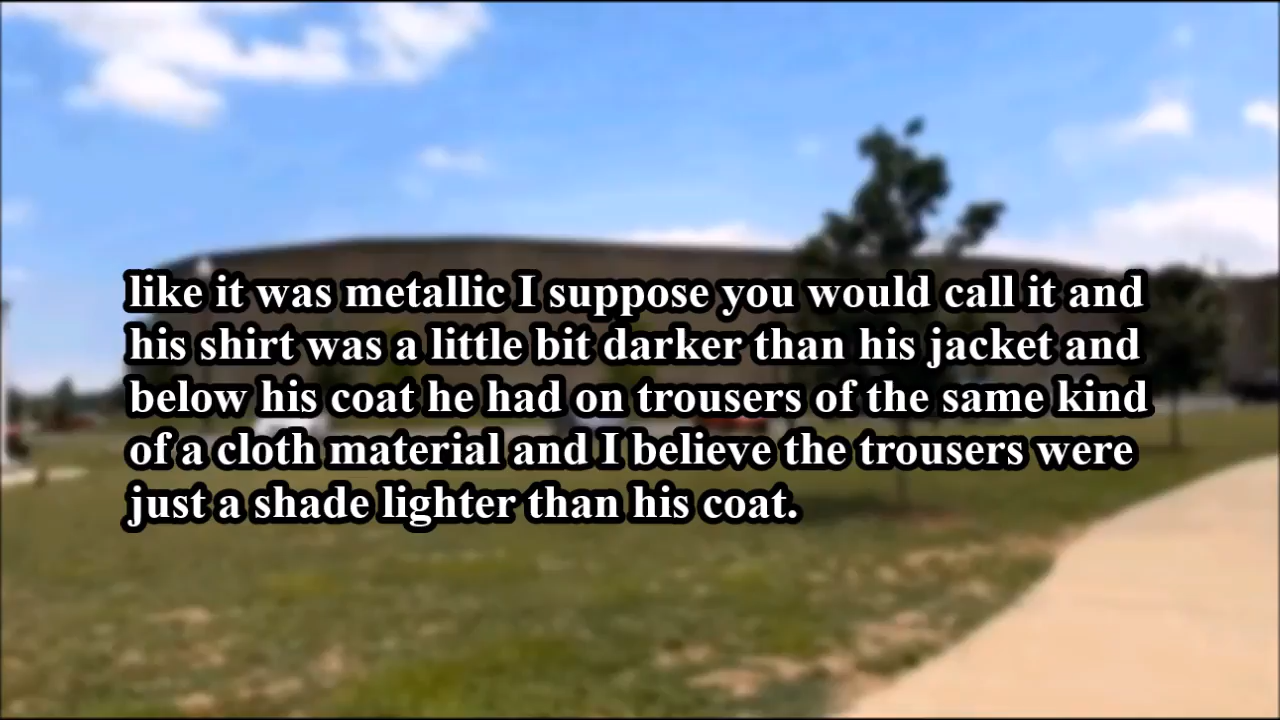 like it was metallic I suppose you would call it and
his shirt was a little bit darker than his jacket and
below his coat he had on trousers of the same kind
of a cloth material and I believe the trousers were
just a shade lighter than his coat.